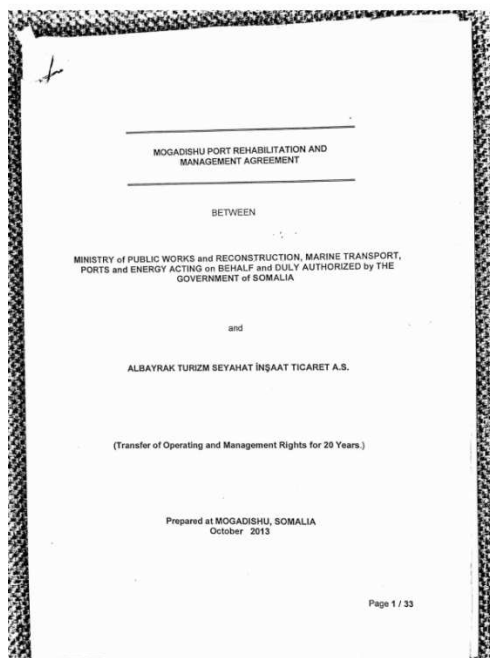 MOGADISHU PORT REHABILITATION AND
MANAGEMENT AGREEMENT
BETWEEN
MINISTRY of PUBLIC WORKS and RECONSTRUCTION, MARINE TRANSPORT,
PORTS and ENERGY ACTING on BEHALF and DULY AUTHORIZED by THE
GOVERNMENT of SOMALIA
and
ALBAYRAK TURIZM SEYAHAT İNŞAAT TICARET A.S.
(Transfer of Operating and Management Rights for 20 Years.)
Prepared at MOGADISHU, SOMALIA
October 2013
Page 1 / 33